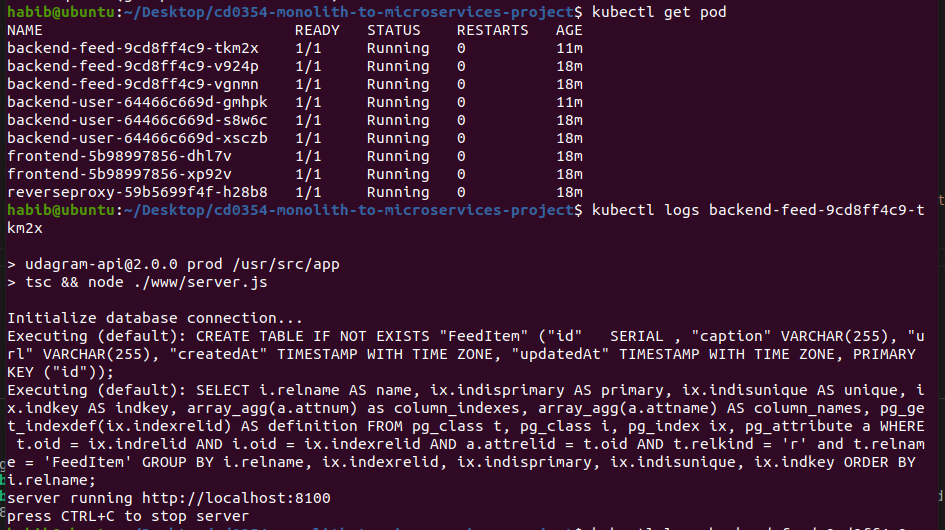 habib@ubuntu:~/Desktop/cd0354-monolith-to-microservices-project$ kubectl get pod
NAME READY STATUS RESTARTS AGE
backend-feed-9cd8ff4c9-tkm2x 1/1 Running 0 11m
backend-feed-9cd8ff4c9-v924p 1/1 Running 0 18m
backend-feed-9cd8ff4c9-vgnmn 1/1 Running 0 18m
backend-user-64466c669d-gmhpk 1/1 Running 0 11m
backend-user-64466c669d-s8w6c 1/1 Running 0 18m
backend-user-64466c669d-xsczb 1/1 Running 0 18m
frontend-5b98997856-dhl7v 1/1 Running 0 18m
frontend-5b98997856-xp92v 1/1 Running 0 18m
reverseproxy-59b5699f4f-h28b8 1/1 Running 0 18m
habib@ubuntu:~/Desktop/cd0354-monolith-to-microservices-project$ kubectl logs backend-feed-9cd8ff4c9-t
km2x
> udagram-api@2.0.0 prod /usr/src/app
> tsc && node ./www/server.js
Initialize database connection...
Executing (default): CREATE TABLE IF NOT EXISTS "FeedItem" ("id" SERIAL , "caption" VARCHAR(255), "u
rl" VARCHAR(255), "createdAt" TIMESTAMP WITH TIME ZONE, "updatedAt" TIMESTAMP WITH TIME ZONE, PRIMARY
KEY ("id"));
Executing (default): SELECT i.relname AS name, ix.indisprimary AS primary, ix.indisunique AS unique, i
x.indkey AS indkey, array_agg(a.attnum) as column_indexes, array_agg(a.attname) AS column_names, pg_ge
t_indexdef(ix.indexrelid) AS definition FROM pg_class t, pg_class i, pg_index ix, pg_attribute a WHERE
t.oid = ix.indrelid AND i.oid = ix.indexrelid AND a.attrelid = t.oid AND t.relkind = 'r' and t.relnam
e = 'FeedItem' GROUP BY i.relname, ix.indexrelid, ix.indisprimary, ix.indisunique, ix.indkey ORDER BY
i.relname;
server running http://localhost:8100
press CTRL+C to stop server